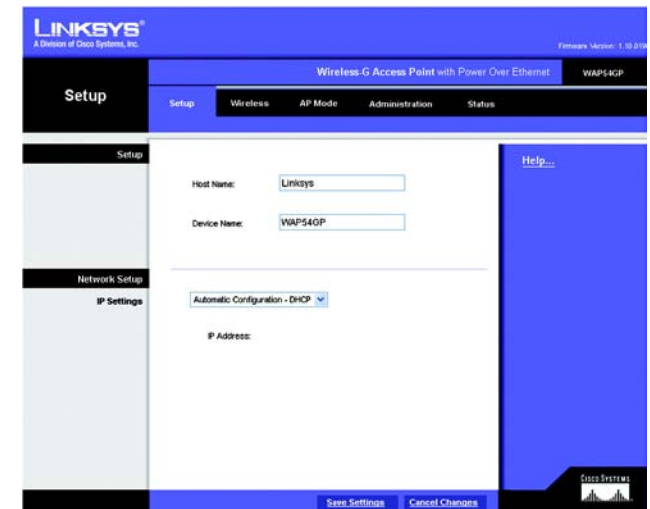 LINKSYS®
A Division of Cisco Systems, Inc.
Firmware Version: 1.10.019A
Wireless-G Access Point with Power Over Ethernet
WAP54GP
Setup
Setup Wireless AP Mode Administration Status
Setup
Help...
Host Name: Linksys
Device Name: WAP54GP
Network Setup
IP Settings
Automatic Configuration - DHCP
IP Address:
Save Settings Cancel Changes
CISCO SYSTEMS